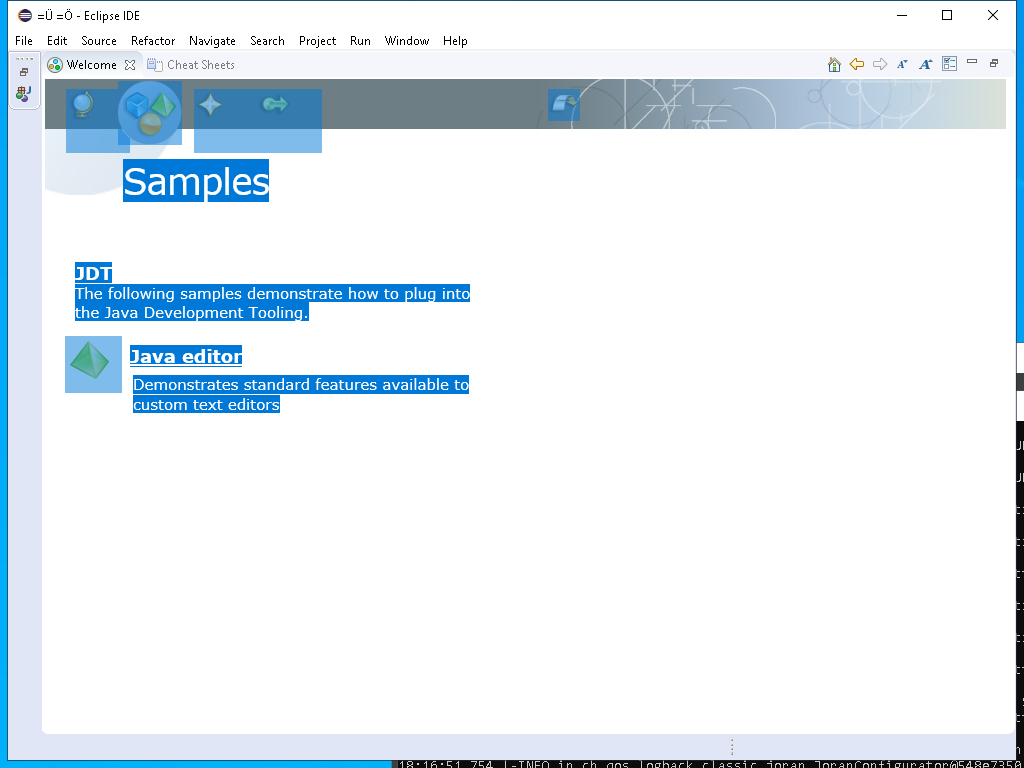 =Ü =Ö - Eclipse IDE
File Edit Source Refactor Navigate Search Project Run Window Help
Welcome Cheat Sheets
Samples
JDT
The following samples demonstrate how to plug into
the Java Development Tooling.
Java editor
Demonstrates standard features available to
custom text editors
18:16:51,754 |-INFO in ch.qos.logback.classic.joran.JoranConfigurator@548e7350